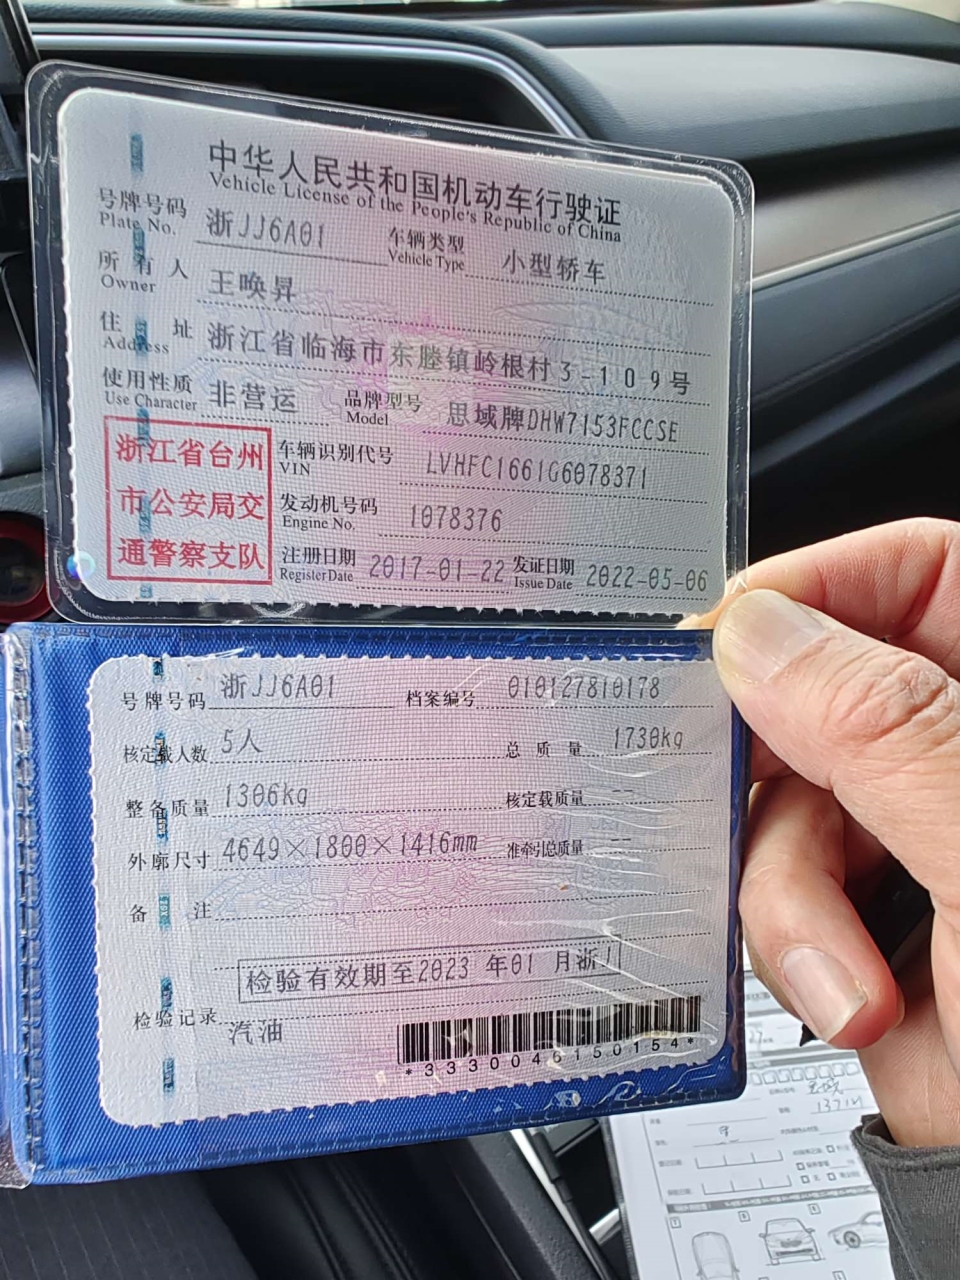 中华人民共和国机动车行驶证
Vehicle License of the People's Republic of China
号牌号码 浙JJ6A01 车辆类型 小型轿车
Plate No. Vehicle Type
所有人 王唤昇
Owner
住址 浙江省临海市东塍镇岭根村3-109号
Address
使用性质 非营运 品牌型号 思域牌DHW7153FCCSE
Use Character Model
浙江省台州
市公安局交
通警察支队
车辆识别代号 LVHFC1661G6078371
VIN
发动机号码 1078376
Engine No.
注册日期 2017-01-22 发证日期 2022-05-06
Register Date Issue Date
号牌号码 浙JJ6A01 档案编号 010127810178
核定载人数 5人 总质量 1730kg
整备质量 1306kg 核定载质量 --
外廓尺寸 4649×1800×1416mm 准牵引总质量 --
备注
检验有效期至2023 年01 月浙J
检验记录
汽油
*3330046150154*